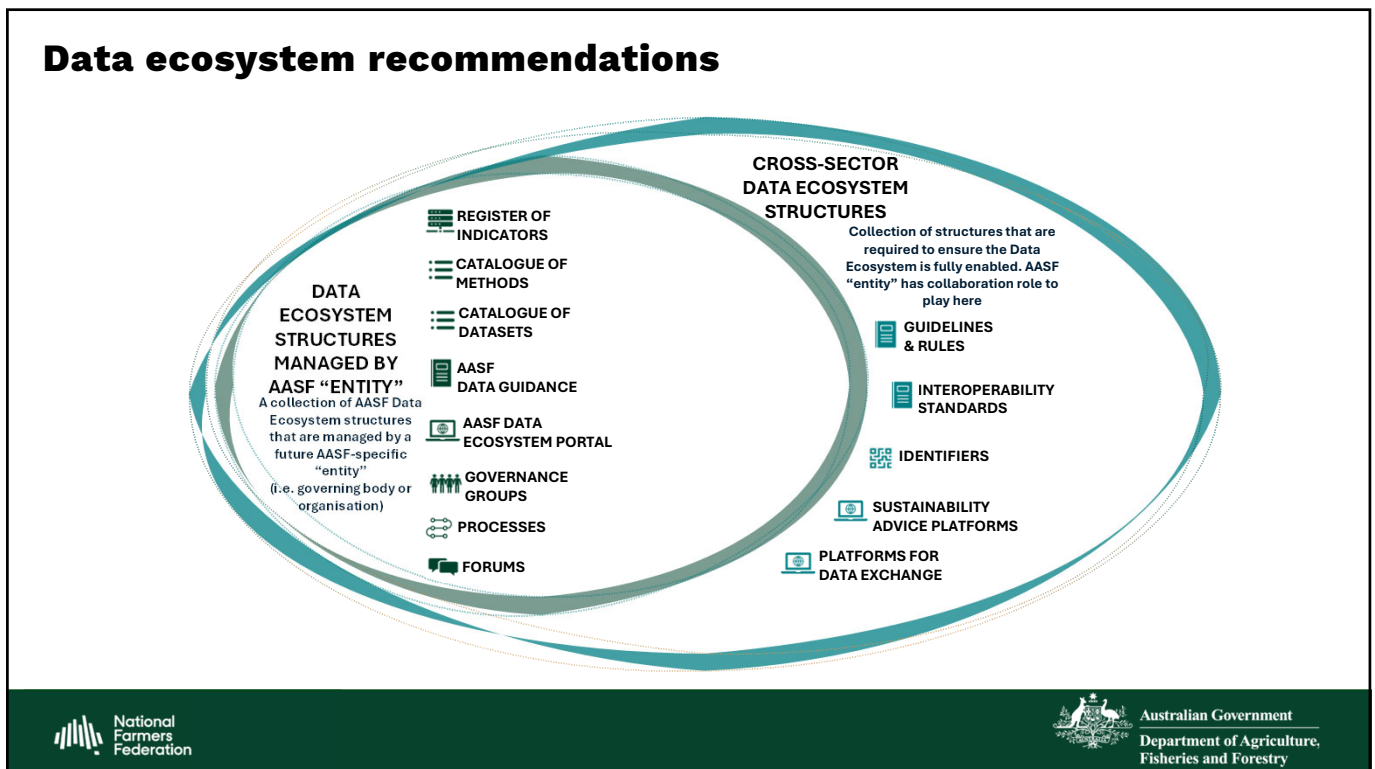 Data ecosystem recommendations
DATA
ECOSYSTEM
STRUCTURES
MANAGED BY
AASF “ENTITY”
A collection of AASF Data
Ecosystem structures
that are managed by a
future AASF-specific
“entity”
(i.e. governing body or
organisation)
REGISTER OF
INDICATORS
CATALOGUE OF
METHODS
CATALOGUE OF
DATASETS
AASF
DATA GUIDANCE
AASF DATA
ECOSYSTEM PORTAL
GOVERNANCE
GROUPS
PROCESSES
FORUMS
CROSS-SECTOR
DATA ECOSYSTEM
STRUCTURES
Collection of structures that are
required to ensure the Data
Ecosystem is fully enabled. AASF
“entity” has collaboration role to
play here
GUIDELINES
& RULES
INTEROPERABILITY
STANDARDS
IDENTIFIERS
SUSTAINABILITY
ADVICE PLATFORMS
PLATFORMS FOR
DATA EXCHANGE
National
Farmers
Federation
Australian Government
Department of Agriculture,
Fisheries and Forestry